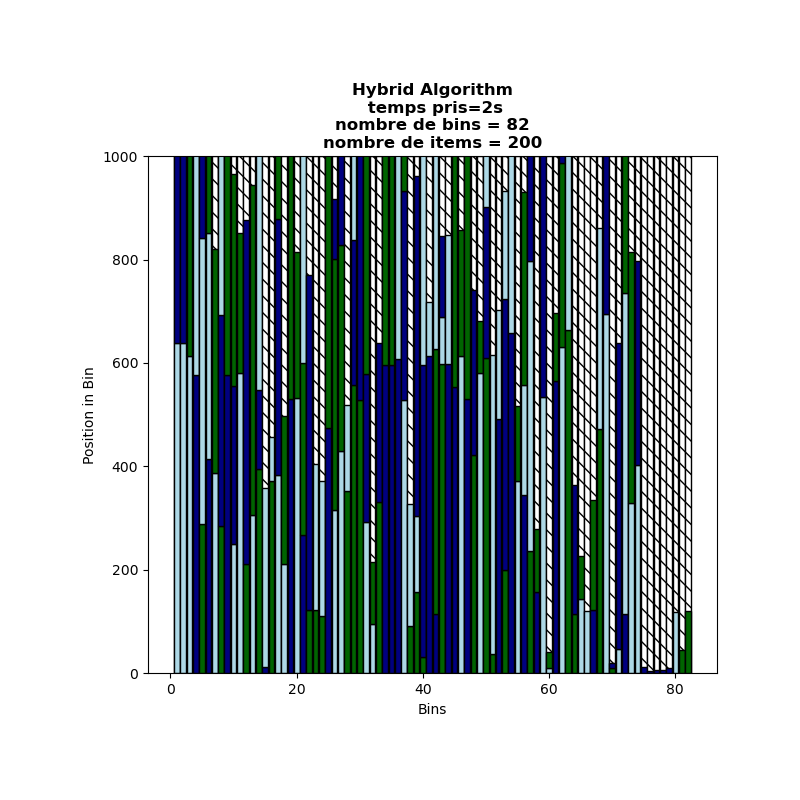 Hybrid Algorithm
temps pris=2s
nombre de bins = 82
nombre de items = 200
1000
800
600
400
200
0
Position in Bin
0 20 40 60 80
Bins